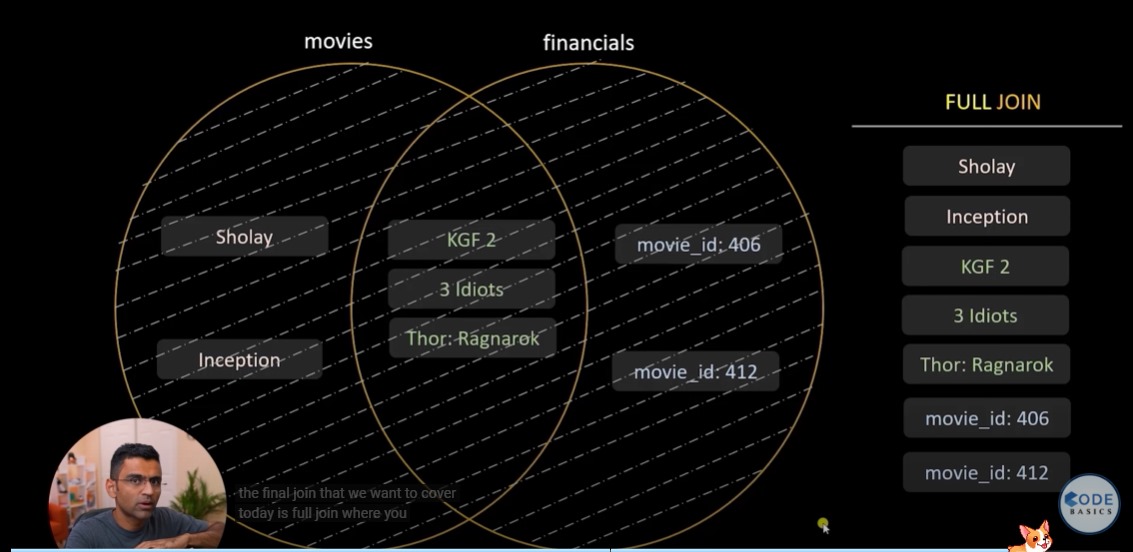 movies
financials
FULL JOIN
Sholay
Inception
KGF 2
3 Idiots
Thor: Ragnarok
movie_id: 406
movie_id: 412
Sholay
Inception
KGF 2
3 Idiots
Thor: Ragnarok
movie_id: 406
movie_id: 412
the final join that we want to cover
today is full join where you
CODE
BASICS